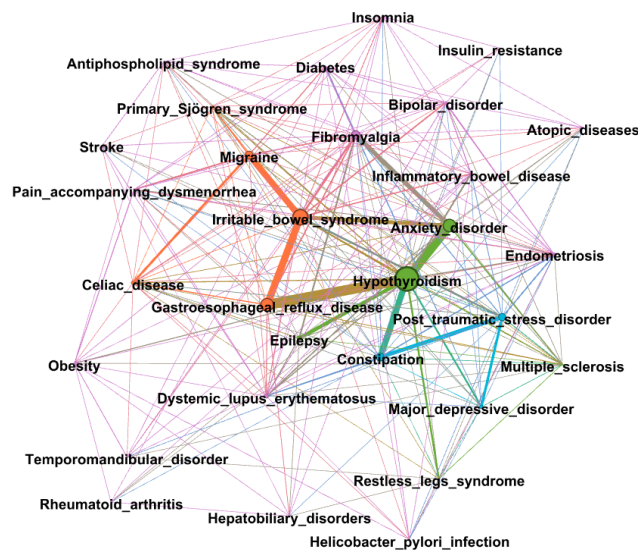 Insomnia
Insulin_resistance
Antiphospholipid_syndrome
Diabetes
Primary_Sjögren_syndrome
Bipolar_disorder
Fibromyalgia
Atopic_diseases
Stroke
Migraine
Inflammatory_bowel_disease
Pain_accompanying_dysmenorrhea
Irritable_bowel_syndrome
Anxiety_disorder
Endometriosis
Hypothyroidism
Celiac_disease
Gastroesophageal_reflux_disease
Post_traumatic_stress_disorder
Epilepsy
Constipation
Obesity
Multiple_sclerosis
Dystemic_lupus_erythematosus
Major_depressive_disorder
Temporomandibular_disorder
Restless_legs_syndrome
Rheumatoid_arthritis
Hepatobiliary_disorders
Helicobacter_pylori_infection